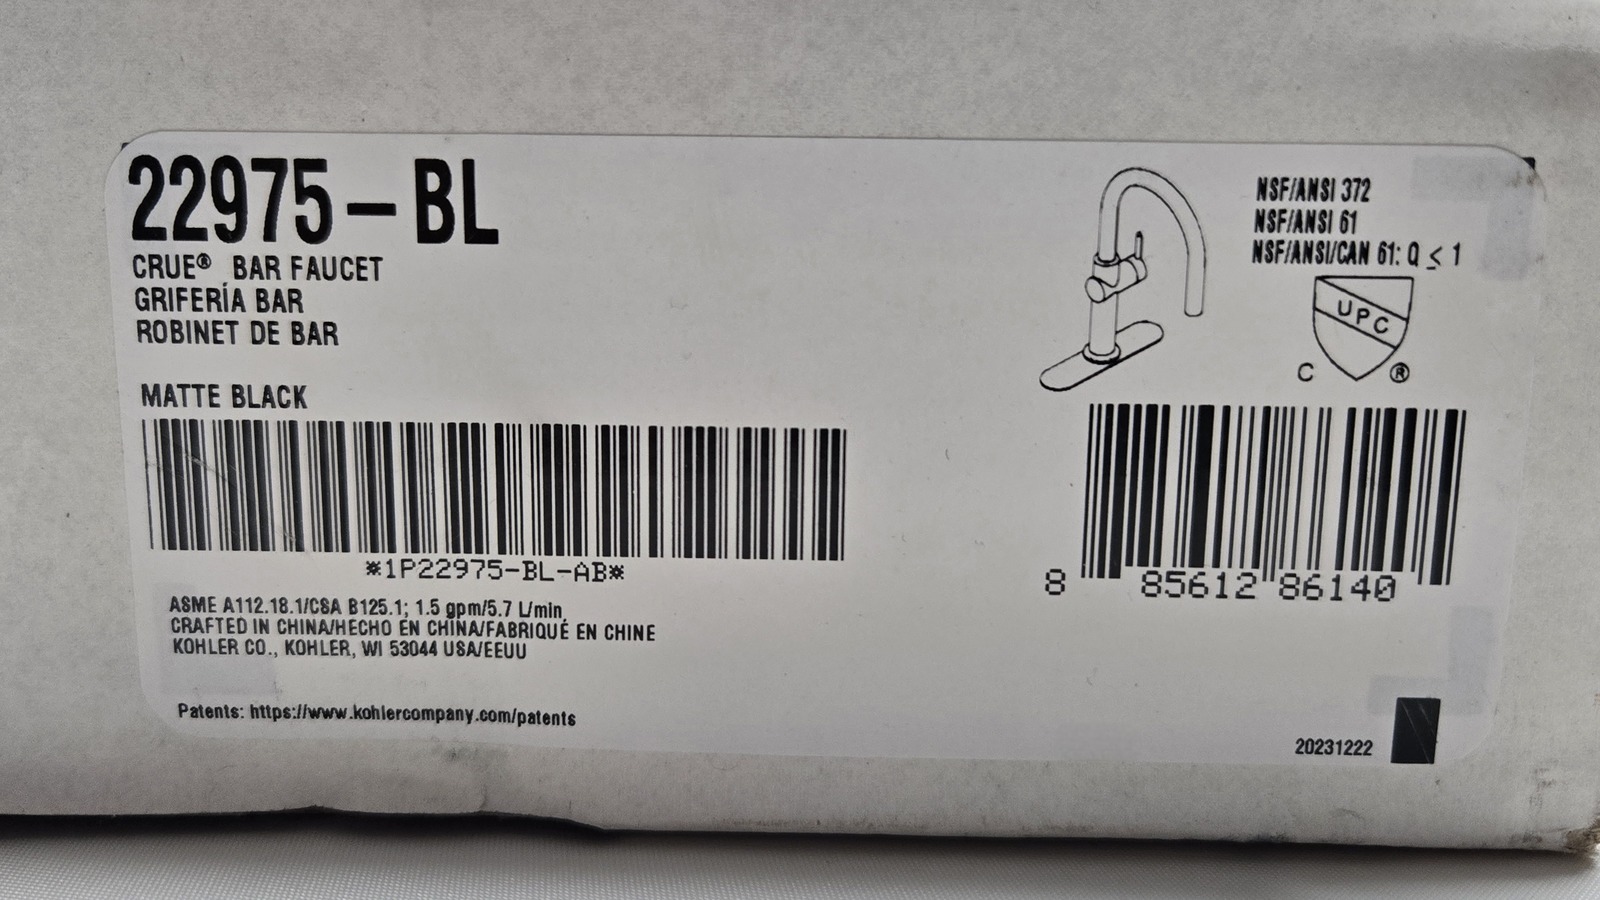 22975-BL
CRUE® BAR FAUCET
GRIFERÍA BAR
ROBINET DE BAR
MATTE BLACK
*1P22975-BL-AB*
ASME A112.18.1/CSA B125.1; 1.5 gpm/5.7 L/min
CRAFTED IN CHINA/HECHO EN CHINA/FABRIQUÉ EN CHINE
KOHLER CO., KOHLER, WI 53044 USA/EEUU
Patents: https://www.kohlercompany.com/patents
NSF/ANSI 372
NSF/ANSI 61
NSF/ANSI/CAN 61: Q ≤ 1
UPC
C ®
8 85612 86140
20231222